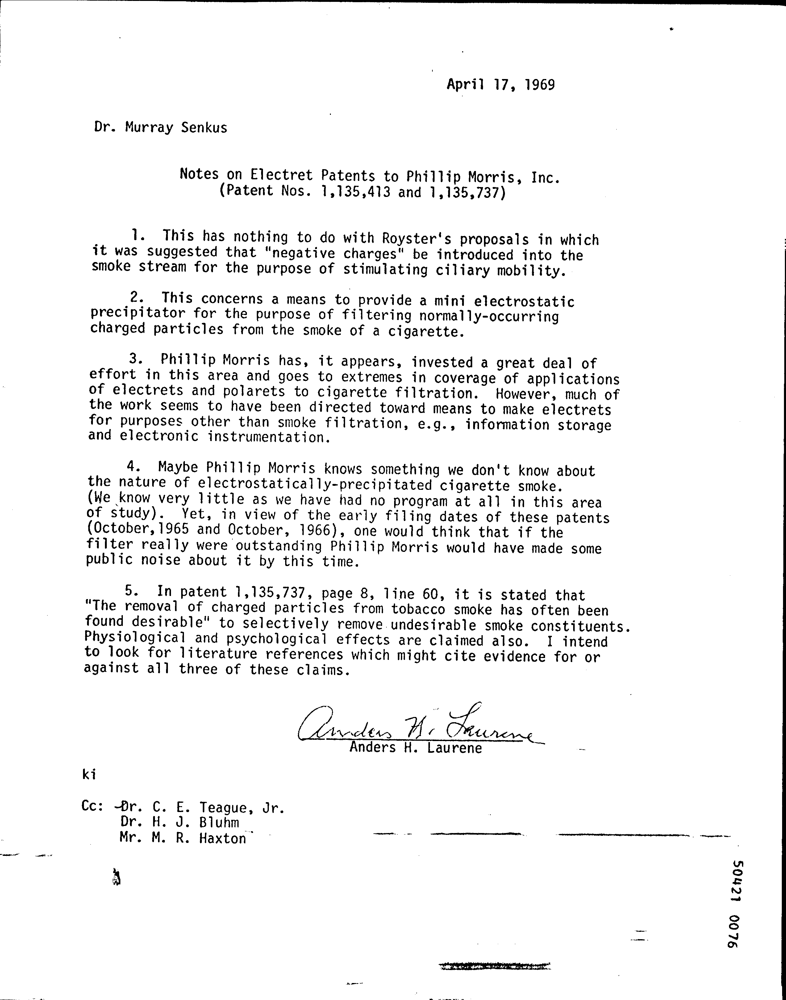 April 17, 1969
Dr. Murray Senkus
Notes on Electret Patents to Phillip Morris, Inc.
(Patent Nos. 1,135,413 and 1,135,737)
1. This has nothing to do with Royster's proposals in which
it was suggested that "negative charges" be introduced into the
smoke stream for the purpose of stimulating ciliary mobility.
2. This concerns a means to provide a mini electrostatic
precipitator for the purpose of filtering normally-occurring
charged particles from the smoke of a cigarette.
3. Phillip Morris has, it appears, invested a great deal of
effort in this area and goes to extremes in coverage of applications
of electrets and polarets to cigarette filtration. However, much of
the work seems to have been directed toward means to make electrets
for purposes other than smoke filtration, e.g., information storage
and electronic instrumentation.
4. Maybe Phillip Morris knows something we don't know about
the nature of electrostatically-precipitated cigarette smoke.
(We know very little as we have had no program at all in this area
of study). Yet, in view of the early filing dates of these patents
(October, 1965 and October, 1966), one would think that if the
filter really were outstanding Phillip Morris would have made some
public noise about it by this time.
5. In patent 1,135,737, page 8, line 60, it is stated that
"The removal of charged particles from tobacco smoke has often been
found desirable" to selectively remove undesirable smoke constituents.
Physiological and psychological effects are claimed also. I intend
to look for literature references which might cite evidence for or
against all three of these claims.
Anders H. Laurene
Anders H. Laurene
ki
Cc: Dr. C. E. Teague, Jr.
Dr. H. J. Bluhm
Mr. M. R. Haxton
50421 0076